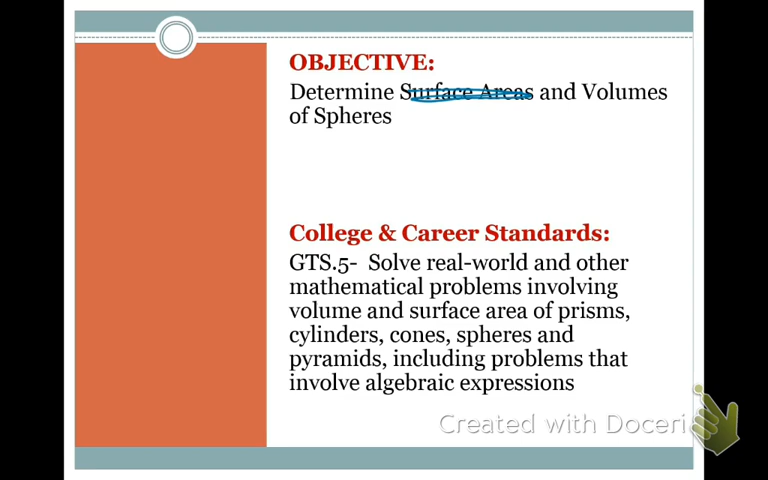 OBJECTIVE:
Determine Surface Areas and Volumes
of Spheres
College & Career Standards:
GTS.5- Solve real-world and other
mathematical problems involving
volume and surface area of prisms,
cylinders, cones, spheres and
pyramids, including problems that
involve algebraic expressions
Created with Doceri